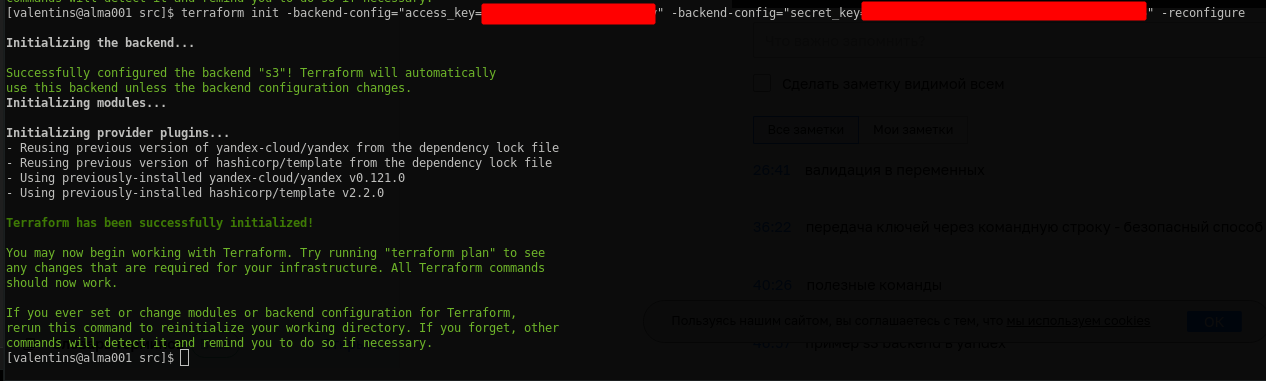 commands will detect it and remind you to do so if necessary.
[valentins@alma001 src]$ terraform init -backend-config="access_key= " -backend-config="secret_key= " -reconfigure
Initializing the backend...
Successfully configured the backend "s3"! Terraform will automatically
use this backend unless the backend configuration changes.
Initializing modules...
Initializing provider plugins...
- Reusing previous version of yandex-cloud/yandex from the dependency lock file
- Reusing previous version of hashicorp/template from the dependency lock file
- Using previously-installed yandex-cloud/yandex v0.121.0
- Using previously-installed hashicorp/template v2.2.0
Terraform has been successfully initialized!
You may now begin working with Terraform. Try running "terraform plan" to see
any changes that are required for your infrastructure. All Terraform commands
should now work.
If you ever set or change modules or backend configuration for Terraform,
rerun this command to reinitialize your working directory. If you forget, other
commands will detect it and remind you to do so if necessary.
[valentins@alma001 src]$
Сделать заметку видимой всем
Все заметки Мои заметки
26:41 валидация в переменных
36:22 передача ключей через командную строку - безопасный способ
40:26 полезные команды
Пользуясь нашим сайтом, вы соглашаетесь с тем, что мы используем cookies OK
пример s3 backend в yandex